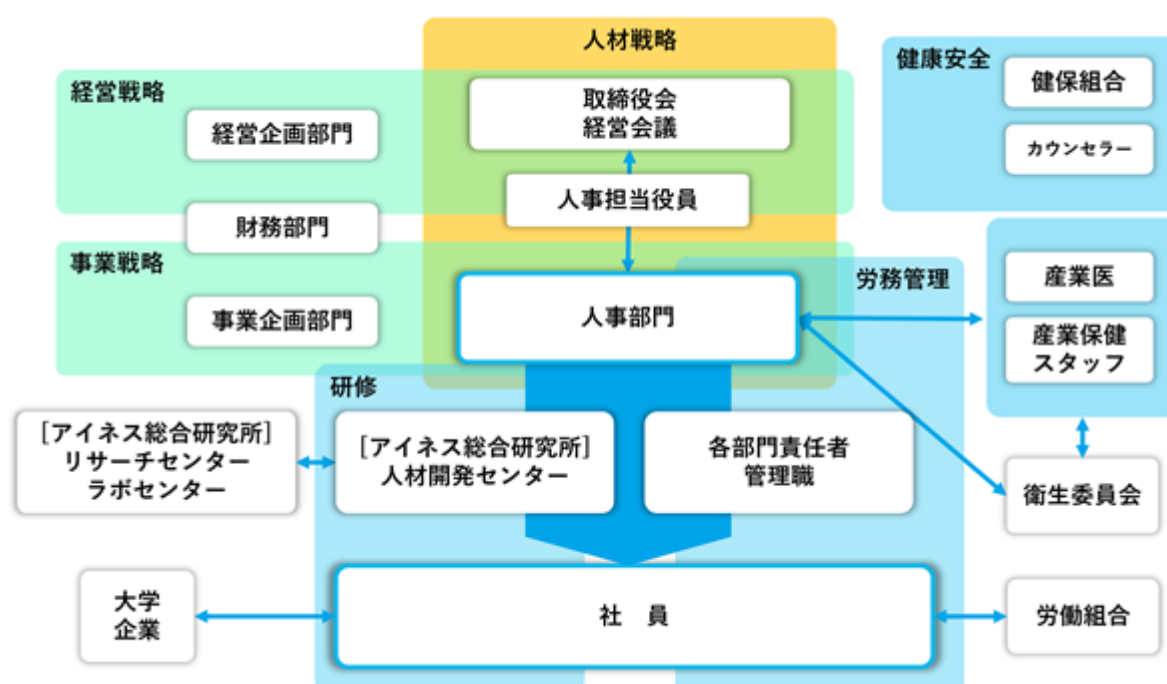 人材戦略
経営戦略
取締役会
経営会議
経営企画部門
人事担当役員
財務部門
事業戦略
事業企画部門
人事部門
労務管理
健康安全
健保組合
カウンセラー
産業医
産業保健
スタッフ
研修
[アイネス総合研究所]
リサーチセンター
ラボセンター
[アイネス総合研究所]
人材開発センター
各部門責任者
管理職
衛生委員会
大学
企業
社　員
労働組合